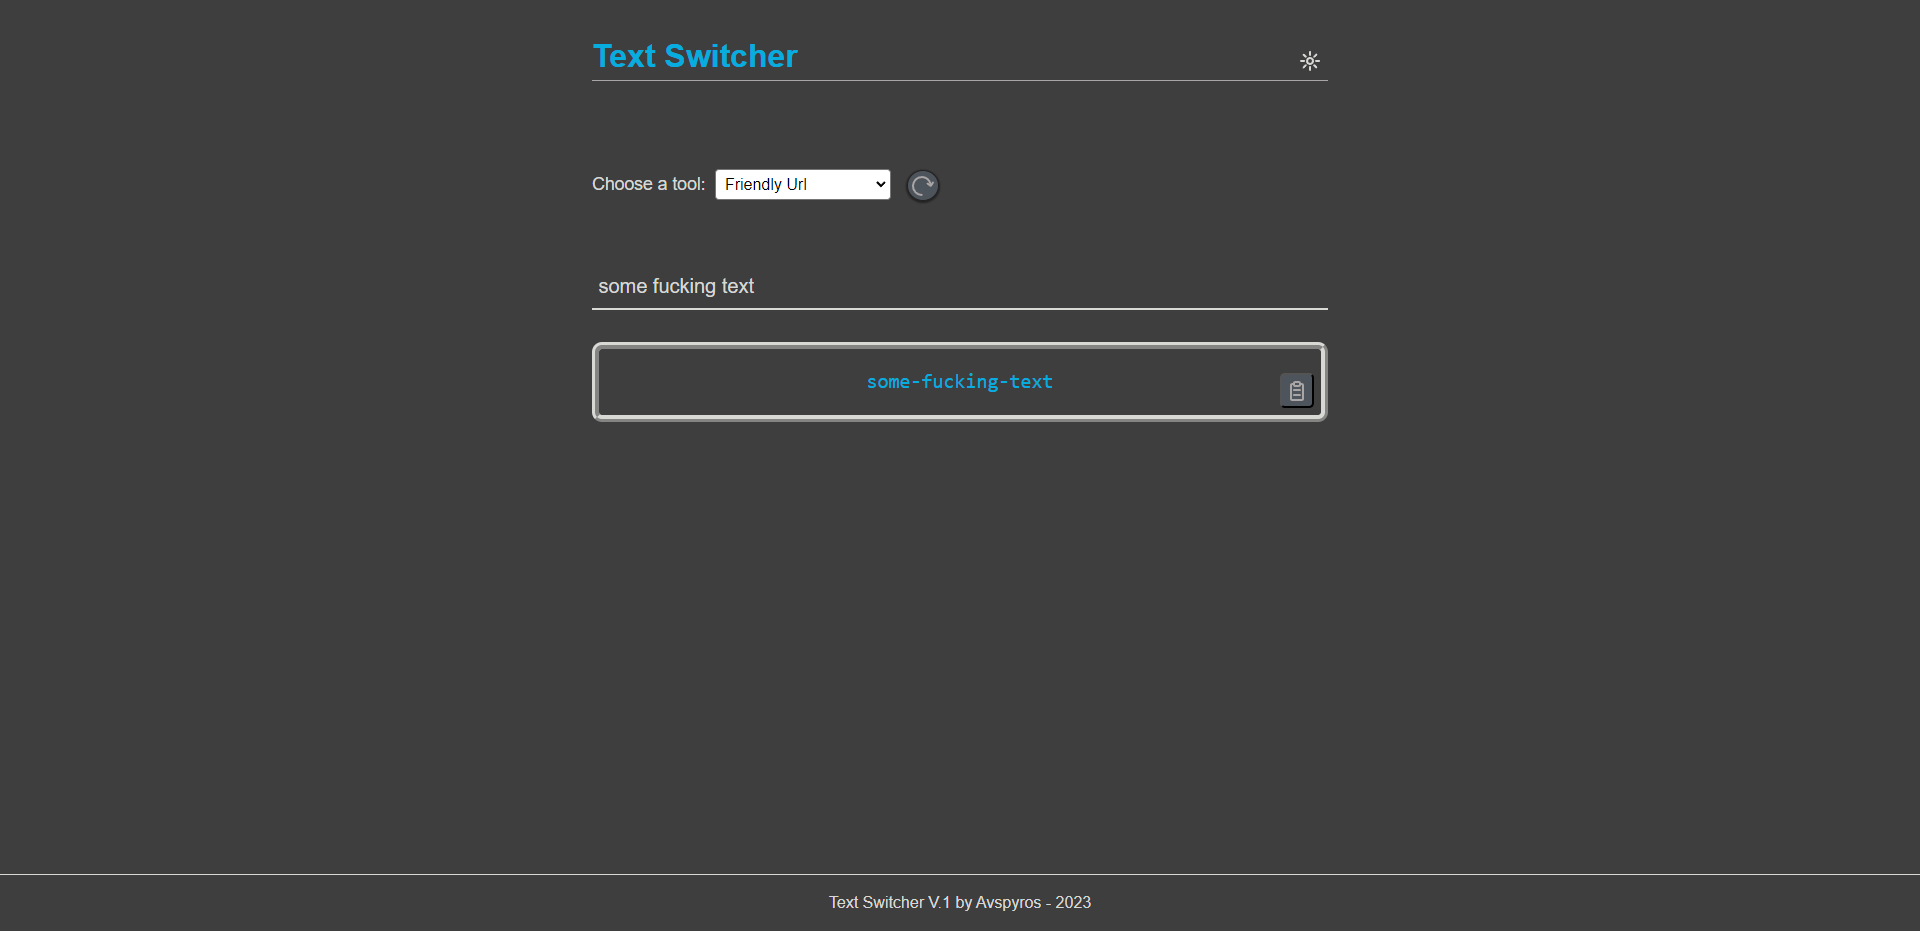 Text Switcher
Choose a tool: Friendly Url
some fucking text
some-fucking-text
Text Switcher V.1 by Avspyros - 2023